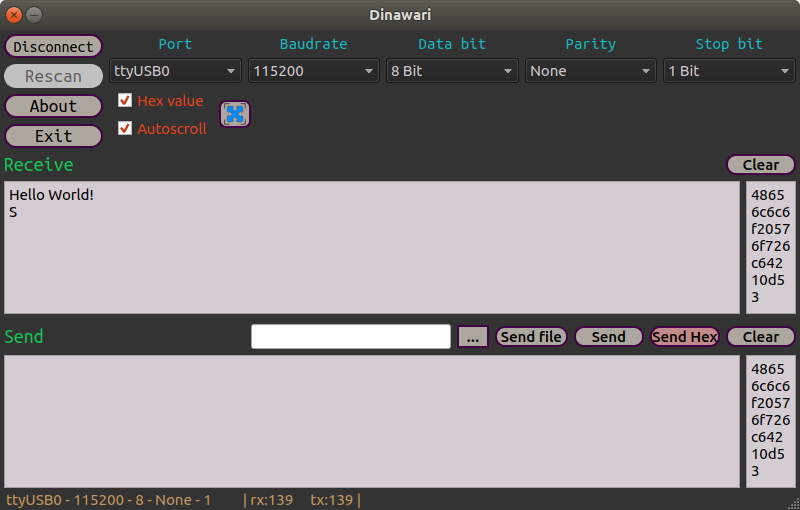 Dinawari
Disconnect
Port
Baudrate
Data bit
Parity
Stop bit
Rescan
ttyUSB0
115200
8 Bit
None
1 Bit
About
Hex value
Exit
Autoscroll
Receive
Clear
Hello World!
S
4865
6c6c6
f2057
6f726
c642
10d5
3
Send
...
Send file
Send
Send Hex
Clear
4865
6c6c6
f2057
6f726
c642
10d5
3
ttyUSB0 - 115200 - 8 - None - 1 | rx:139 tx:139 |